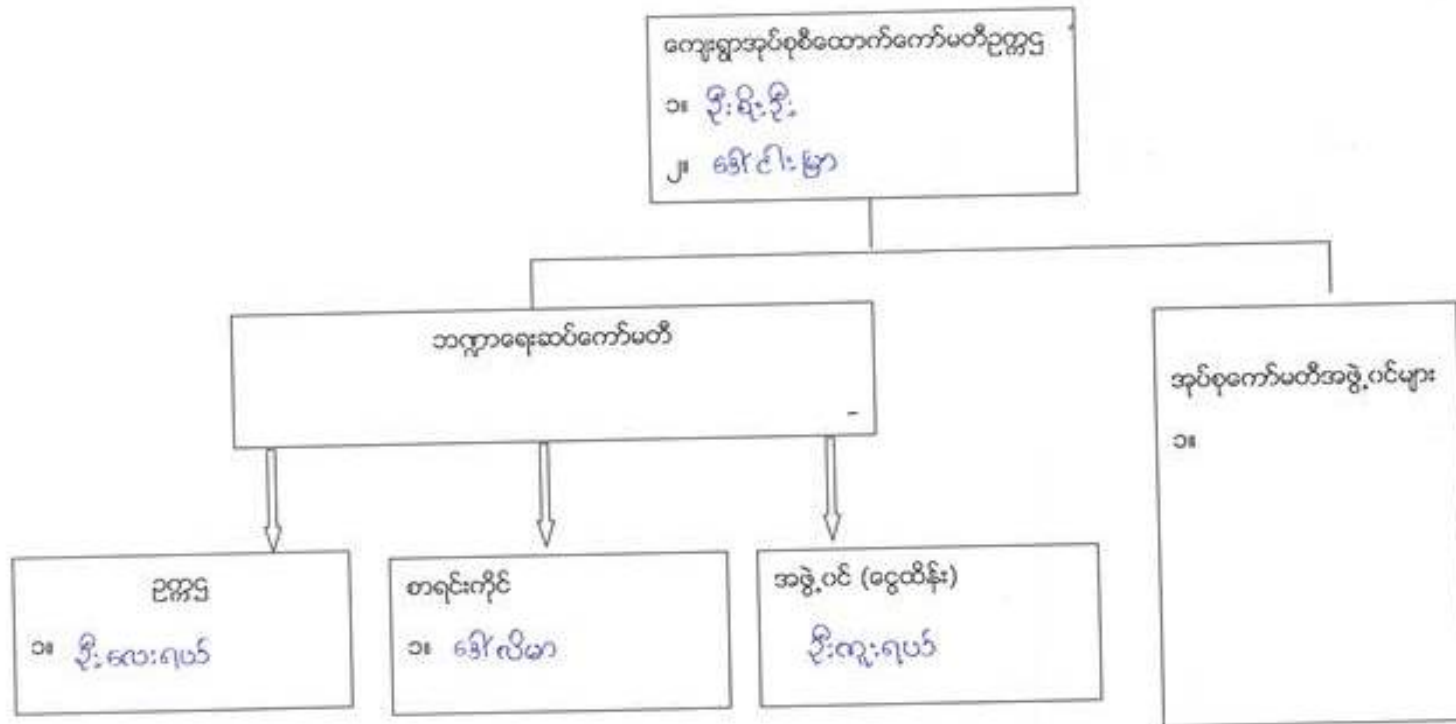 ကျေးရွာအုပ်စုစီထောက်ကော်မတီဥက္ကဌ
၁။ ဦးရိုးဦး
၂။ ဒေါ်ငါးမြာ
ဘဏ္ဍာရေးဆပ်ကော်မတီ
အုပ်စုကော်မတီအဖွဲ့ဝင်များ
၁။
ဥက္ကဌ
၁။ ဦးလေးရယ်
စာရင်းကိုင်
၁။ ဒေါ်လိမာ
အဖွဲ့ဝင် (ငွေထိန်း)
ဦးကူးရယ်